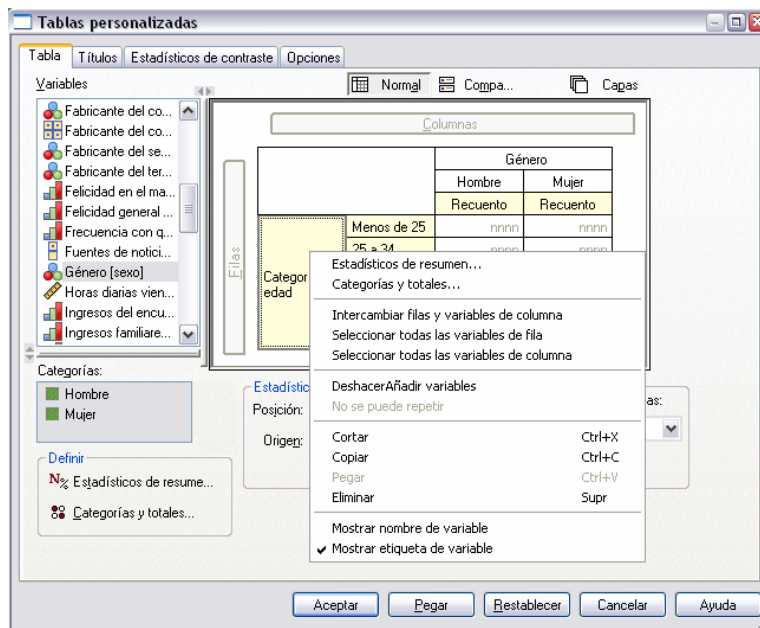 Tablas personalizadas
Tabla Títulos Estadísticos de contraste Opciones
Variables
Normal Compa... Capas
Fabricante del co...
Fabricante del co...
Fabricante del se...
Fabricante del ter...
Felicidad en el ma...
Felicidad general ...
Frecuencia con q...
Fuentes de notici...
Género [sexo]
Horas diarias vien...
Ingresos del encu...
Ingresos familiare...
Columnas
Género
Hombre Mujer
Recuento Recuento
Filas
Menos de 25 nnnn nnnn
25 a 34 nnnn nnnn
Categor
edad
Estadísticos de resumen...
Categorías y totales...
Intercambiar filas y variables de columna
Seleccionar todas las variables de fila
Seleccionar todas las variables de columna
DeshacerAñadir variables
No se puede repetir
Cortar Ctrl+X
Copiar Ctrl+C
Pegar Ctrl+V
Eliminar Supr
Mostrar nombre de variable
Mostrar etiqueta de variable
Categorías:
Hombre
Mujer
Estadístic
Posición:
Origen:
as:
Definir
N% Estadísticos de resume...
Categorías y totales...
Aceptar Pegar Restablecer Cancelar Ayuda